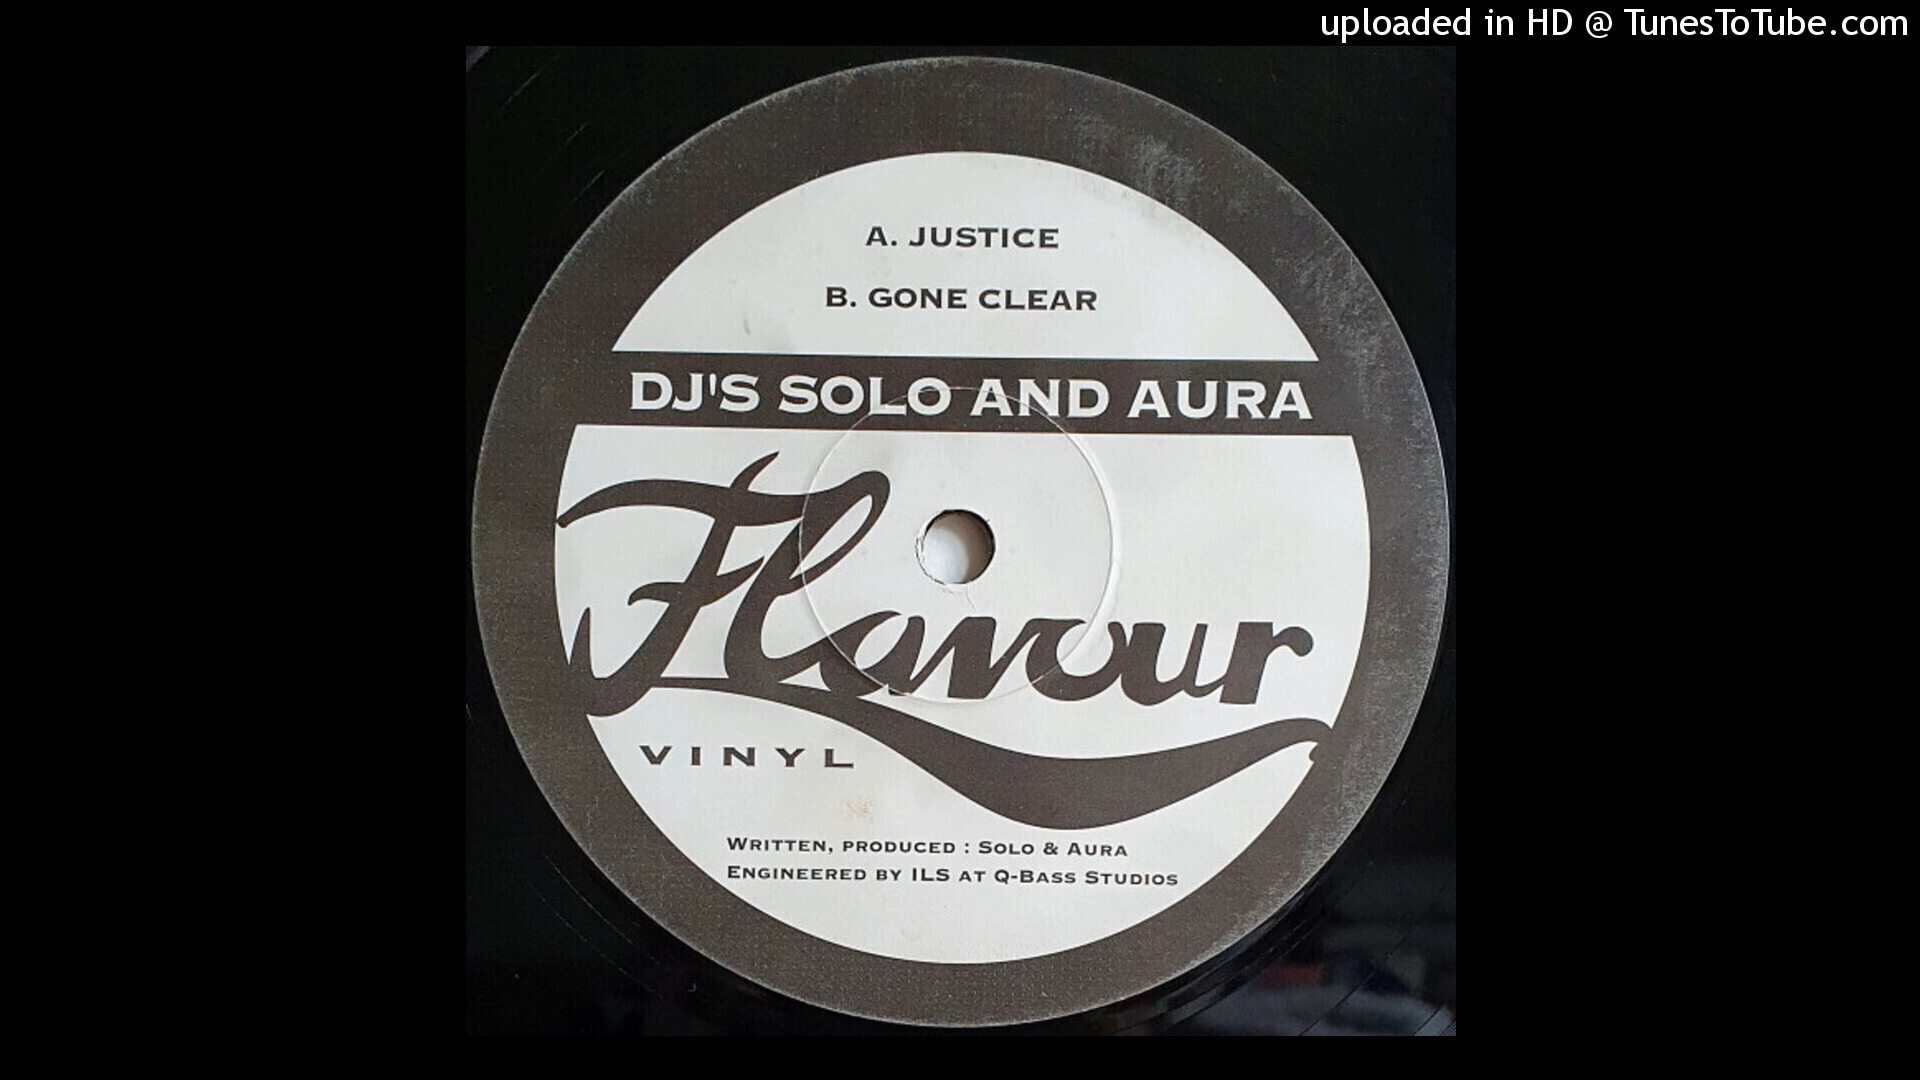 uploaded in HD @ TunesToTube.com
A. JUSTICE
B. GONE CLEAR
DJ'S SOLO AND AURA
Flavour
VINYL
WRITTEN, PRODUCED : SOLO & AURA
ENGINEERED BY ILS AT Q-BASS STUDIOS